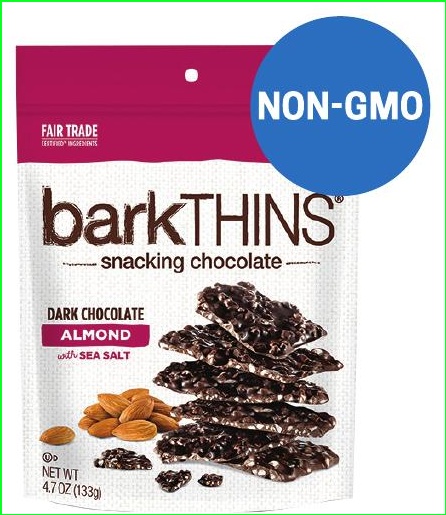 NON-GMO
FAIR TRADE
CERTIFIED™ INGREDIENTS
barkTHINS®
snacking chocolate
DARK CHOCOLATE
ALMOND
with SEA SALT
U D
NET WT
4.7 OZ (133g)